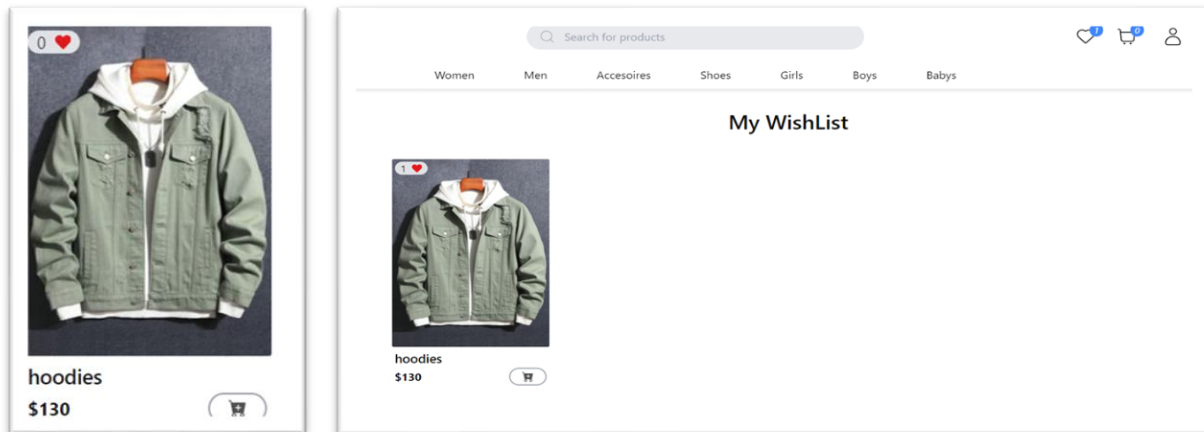 0
hoodies
$130
Search for products
1
0
Women Men Accesoires Shoes Girls Boys Babys
My WishList
1
hoodies
$130